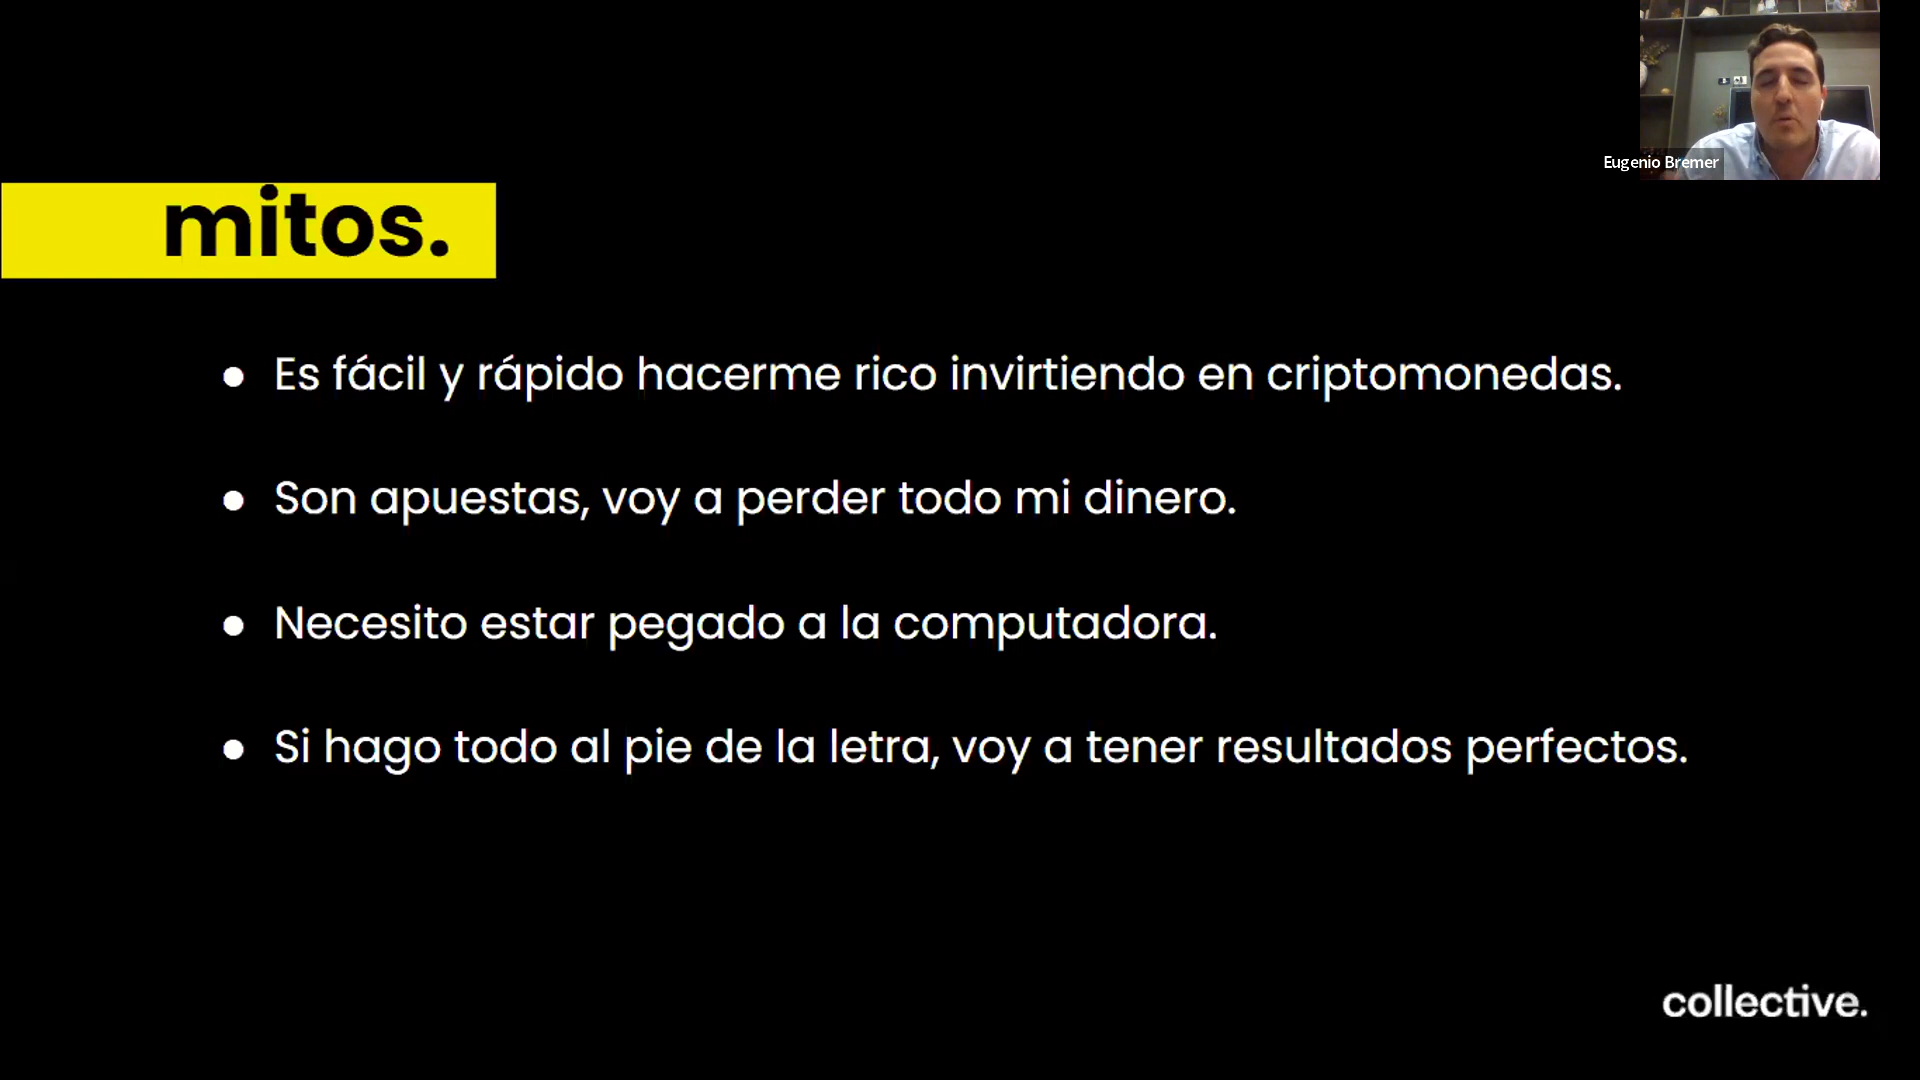 Eugenio Bremer
mitos.
Es fácil y rápido hacerme rico invirtiendo en criptomonedas.
Son apuestas, voy a perder todo mi dinero.
Necesito estar pegado a la computadora.
Si hago todo al pie de la letra, voy a tener resultados perfectos.
collective.